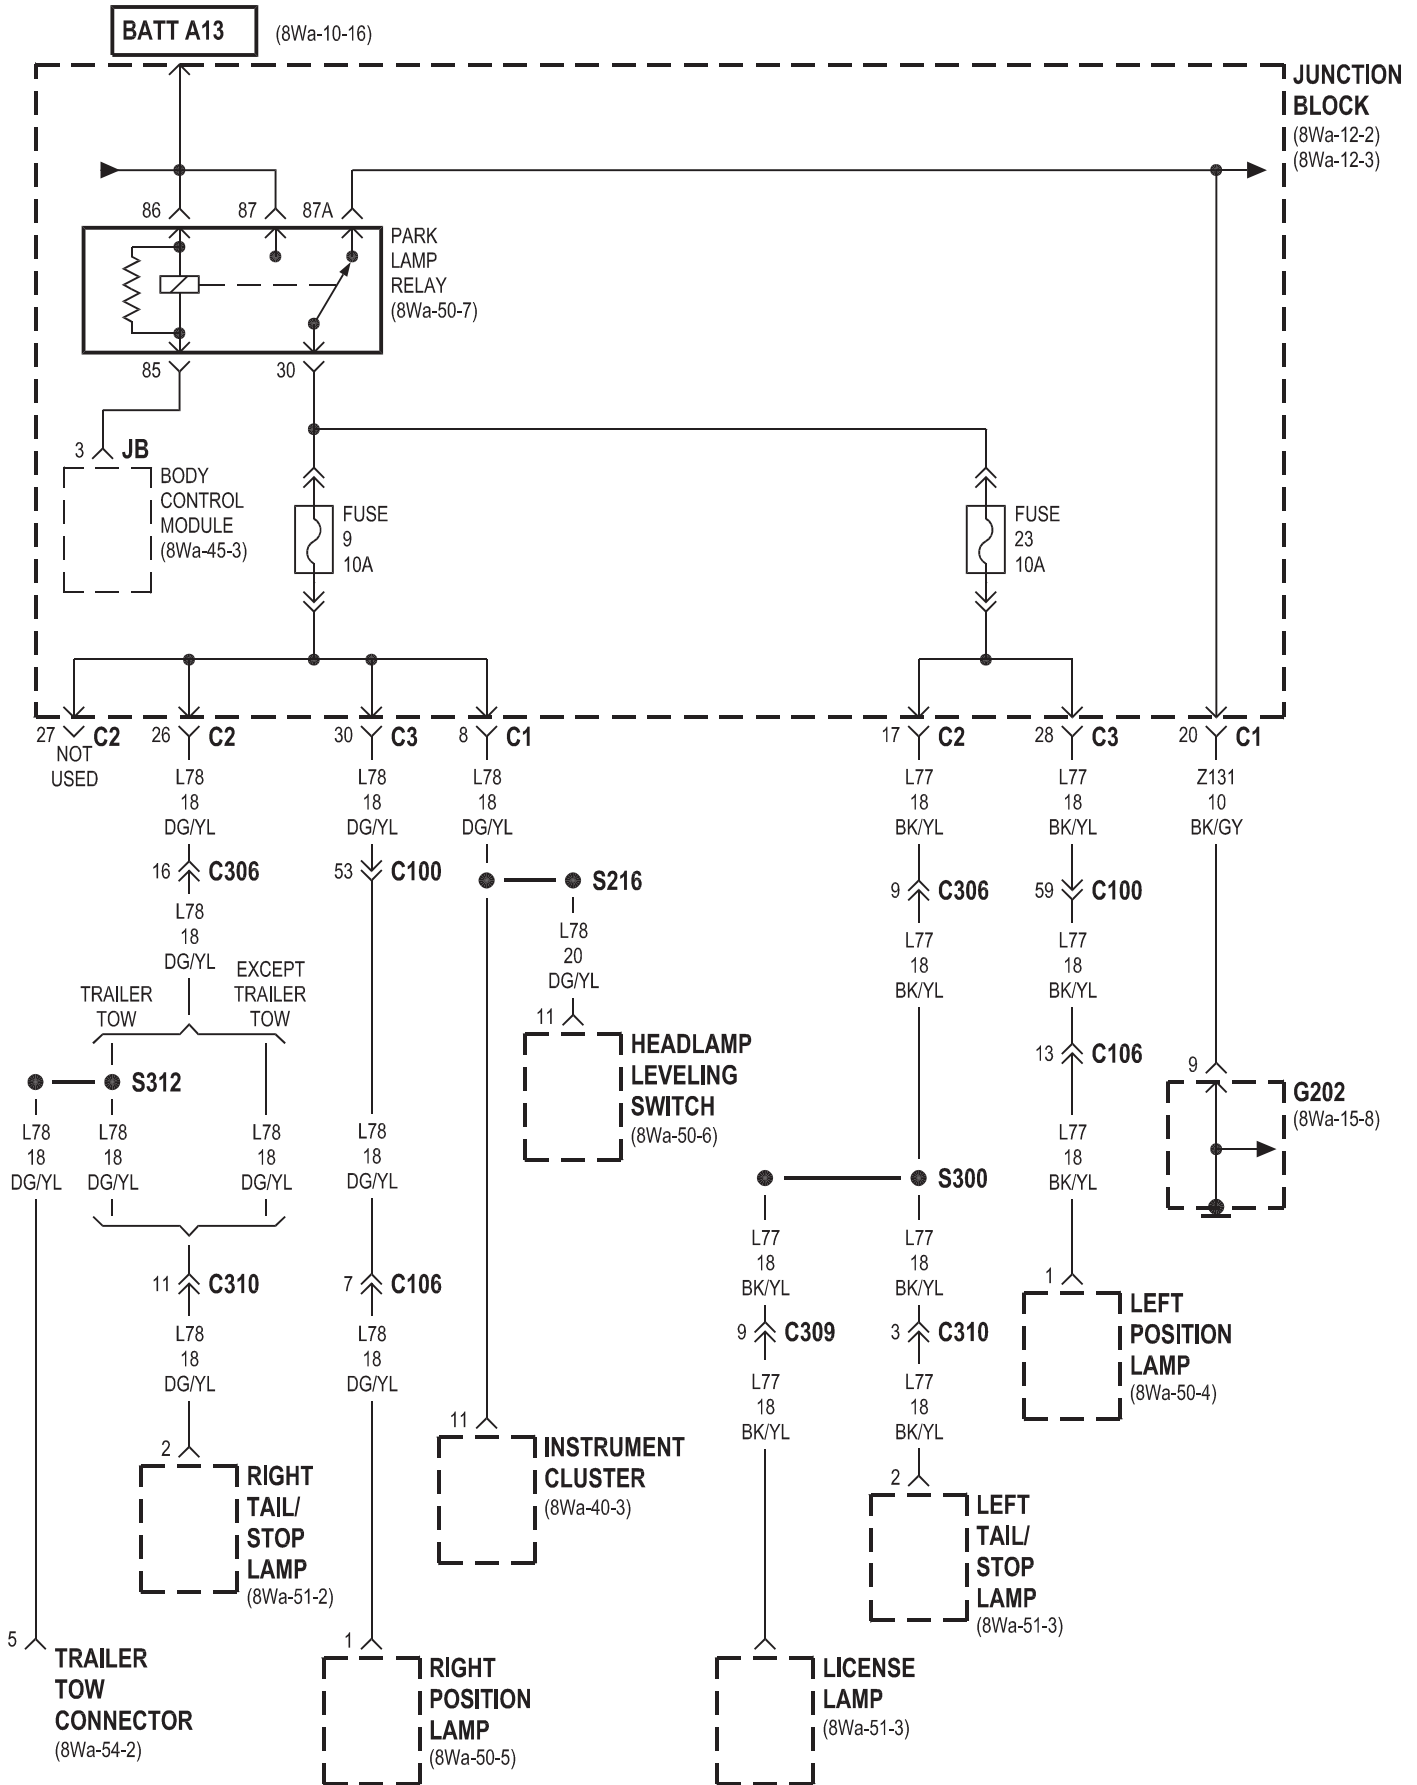 BATT A13
(8Wa-10-16)
JUNCTION
BLOCK
(8Wa-12-2)
(8Wa-12-3)
86
87
87A
PARK
LAMP
RELAY
(8Wa-50-7)
85
30
3
JB
BODY
CONTROL
MODULE
(8Wa-45-3)
FUSE
9
10A
FUSE
23
10A
27
C2
NOT
USED
26
C2
30
C3
8
C1
17
C2
28
C3
20
C1
L78
18
DG/YL
L78
18
DG/YL
L78
18
DG/YL
L77
18
BK/YL
L77
18
BK/YL
Z131
10
BK/GY
16
C306
53
C100
S216
9
C306
59
C100
L78
18
DG/YL
L78
20
DG/YL
L77
18
BK/YL
L77
18
BK/YL
TRAILER
TOW
EXCEPT
TRAILER
TOW
11
HEADLAMP
LEVELING
SWITCH
(8Wa-50-6)
13
C106
9
G202
(8Wa-15-8)
S312
L78
18
DG/YL
L78
18
DG/YL
L78
18
DG/YL
L78
18
DG/YL
L77
18
BK/YL
S300
L77
18
BK/YL
L77
18
BK/YL
11
C310
7
C106
1
LEFT
POSITION
LAMP
(8Wa-50-4)
9
C309
3
C310
L78
18
DG/YL
L78
18
DG/YL
L77
18
BK/YL
L77
18
BK/YL
11
INSTRUMENT
CLUSTER
(8Wa-40-3)
2
RIGHT
TAIL/
STOP
LAMP
(8Wa-51-2)
2
LEFT
TAIL/
STOP
LAMP
(8Wa-51-3)
5
TRAILER
TOW
CONNECTOR
(8Wa-54-2)
1
RIGHT
POSITION
LAMP
(8Wa-50-5)
LICENSE
LAMP
(8Wa-51-3)